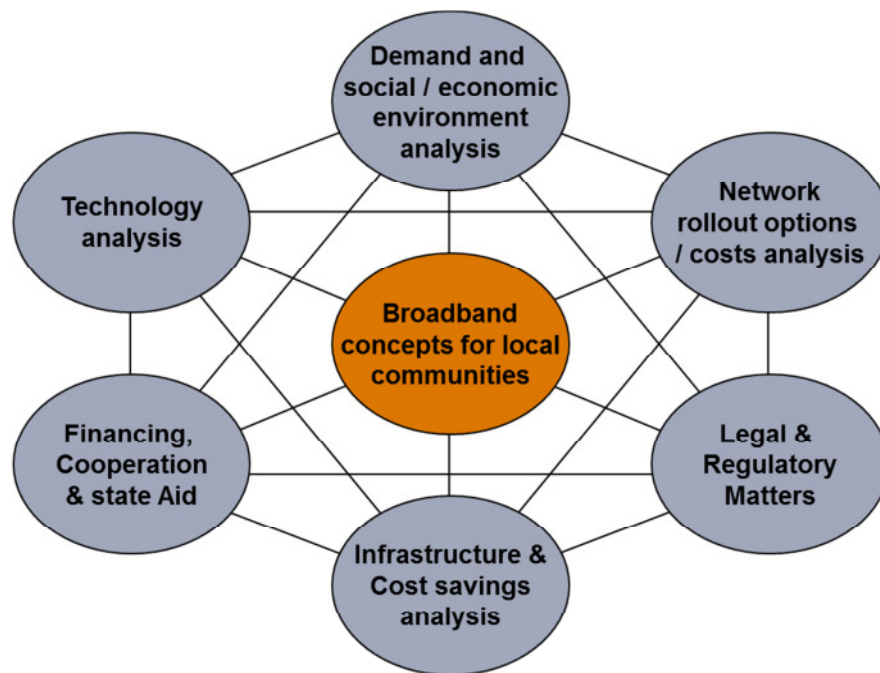 Demand and
social / economic
environment
analysis
Technology
analysis
Network
rollout options
/ costs analysis
Broadband
concepts for local
communities
Financing,
Cooperation
& state Aid
Legal &
Regulatory
Matters
Infrastructure &
Cost savings
analysis